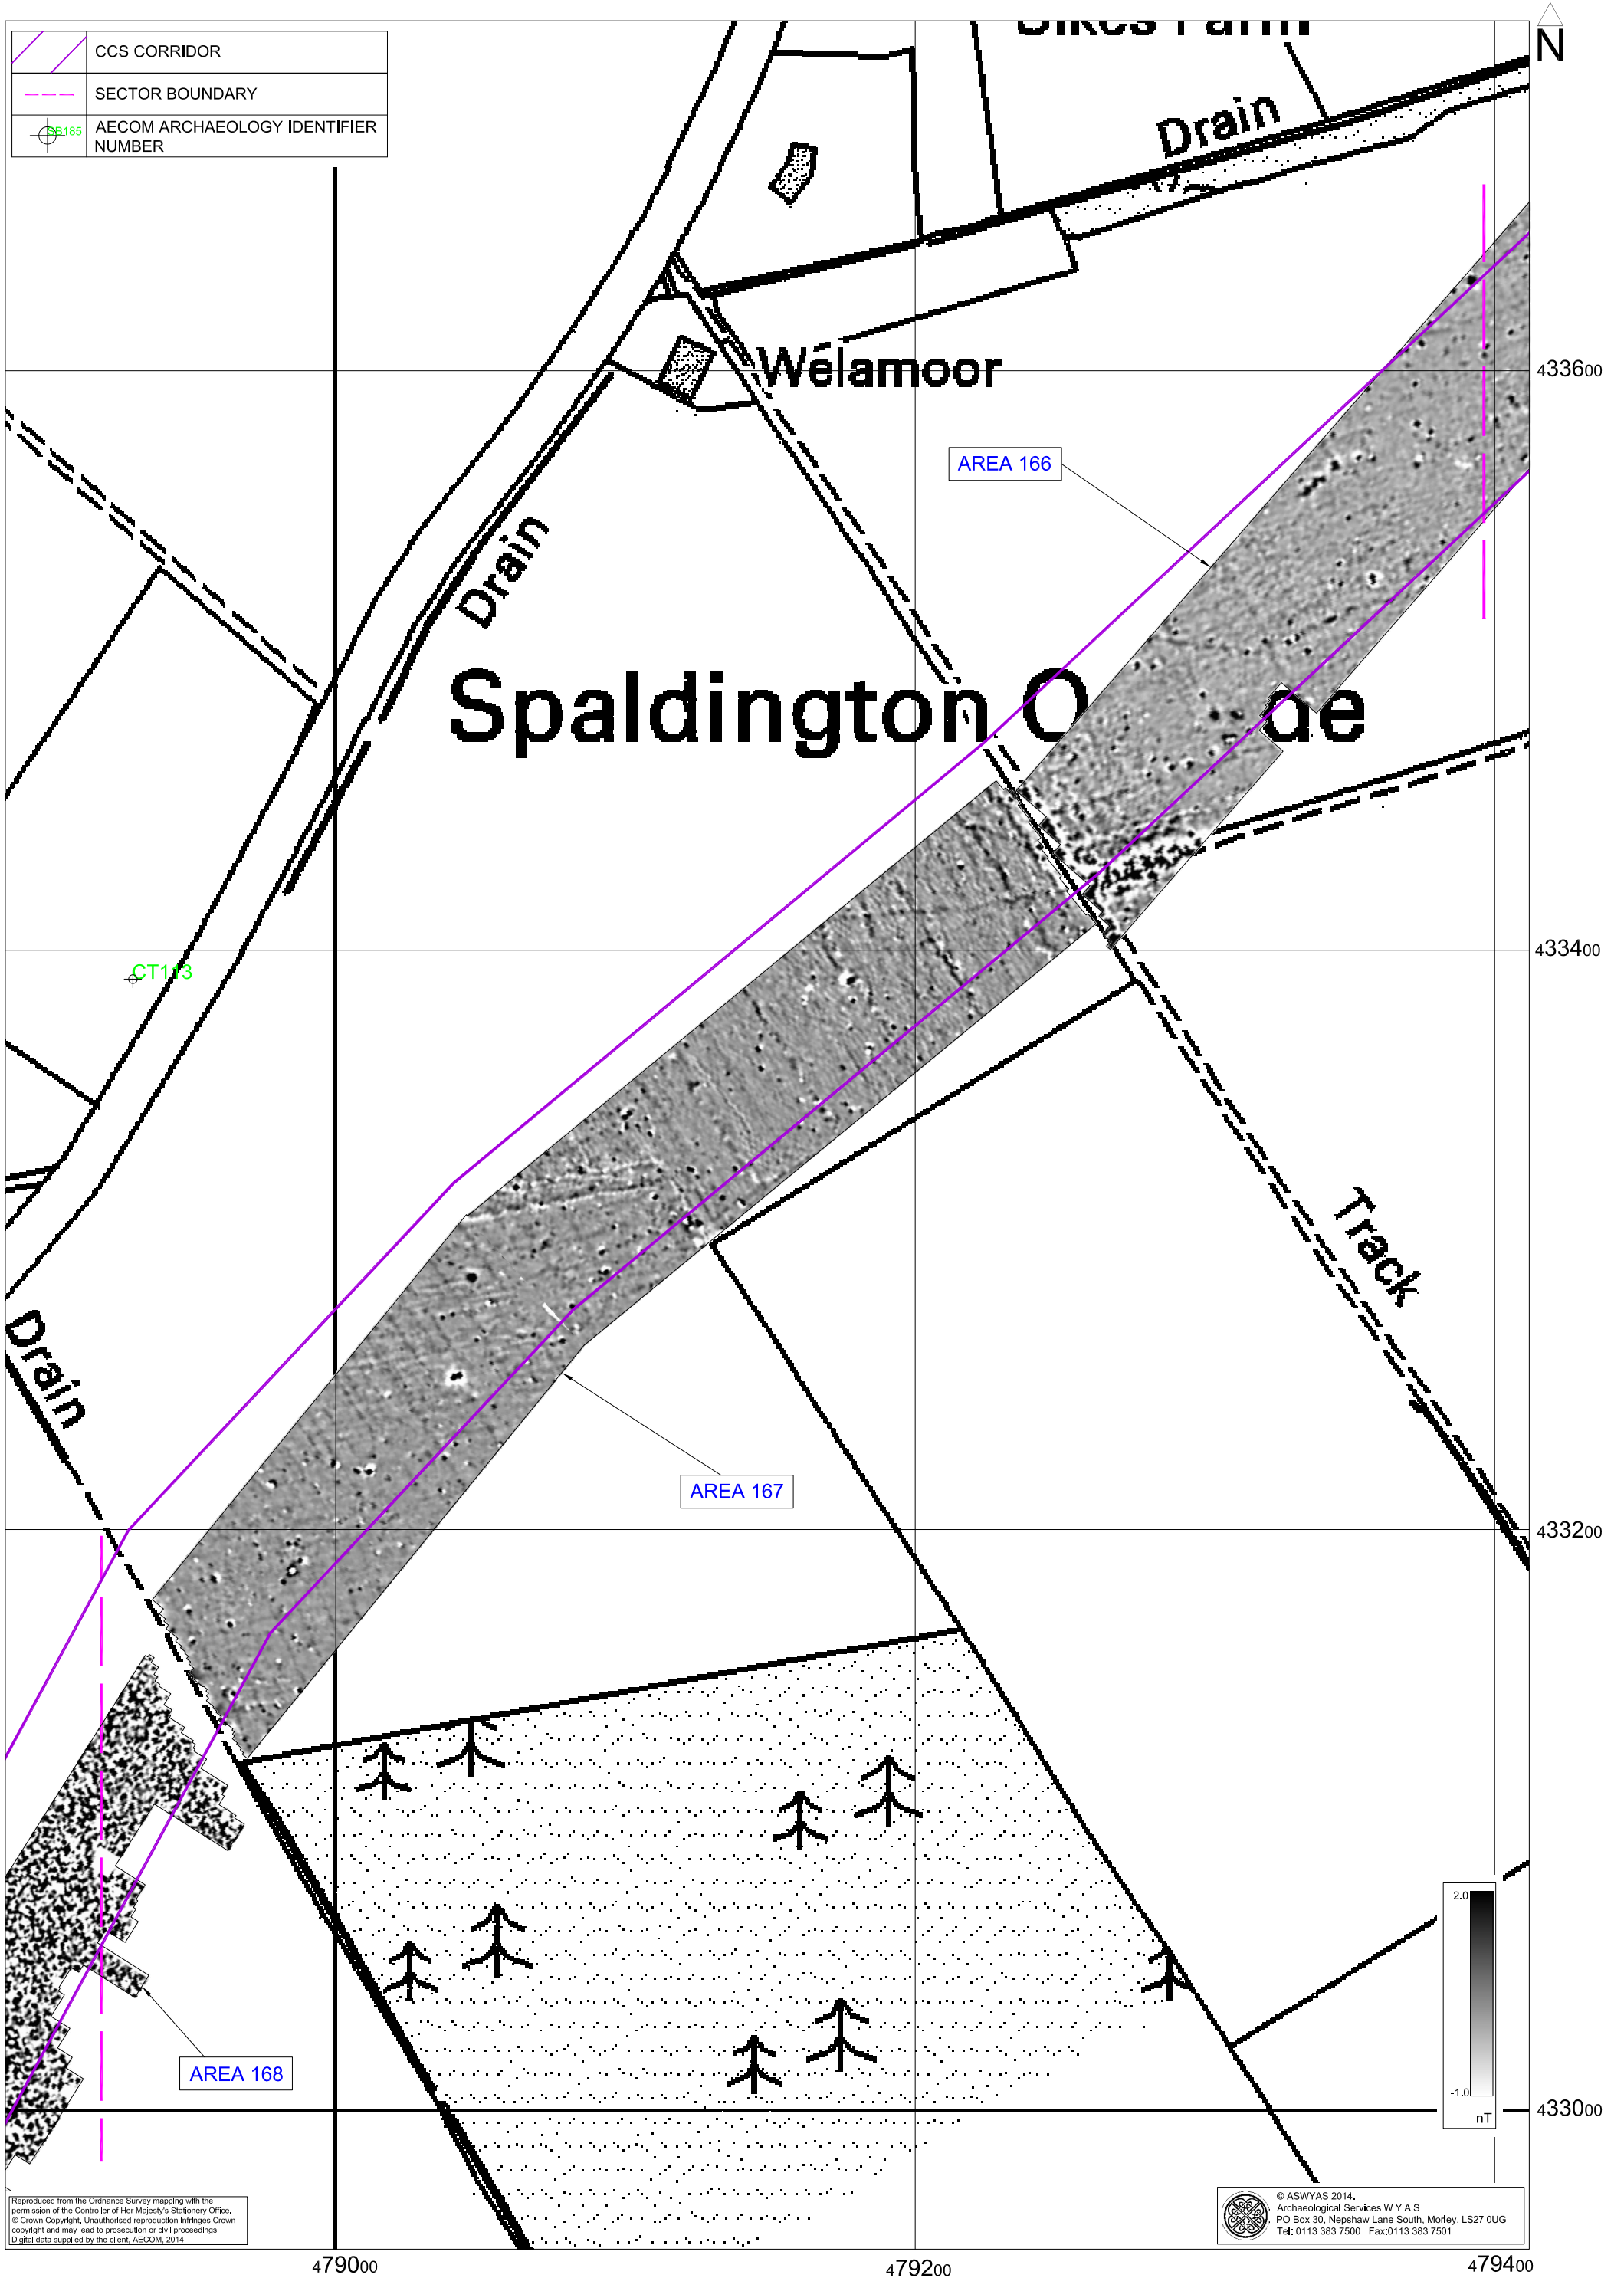 N
CCS CORRIDOR
SECTOR BOUNDARY
SB185
AECOM ARCHAEOLOGY IDENTIFIER
NUMBER
Drain
Welamoor
433600
AREA 166
Drain
Spaldington
433400
CT113
Track
Drain
AREA 167
433200
2.0
-1.0
nT
AREA 168
433000
Reproduced from the Ordnance Survey mapping with the
permission of the Controller of Her Majesty's Stationery Office.
© Crown Copyright. Unauthorised reproduction infringes Crown
copyright and may lead to prosecution or civil proceedings.
Digital data supplied by the client, AECOM, 2014.
© ASWYAS 2014.
Archaeological Services W Y A S
PO Box 30, Nepshaw Lane South, Morley, LS27 0UG
Tel: 0113 383 7500 Fax:0113 383 7501
479000
479200
479400